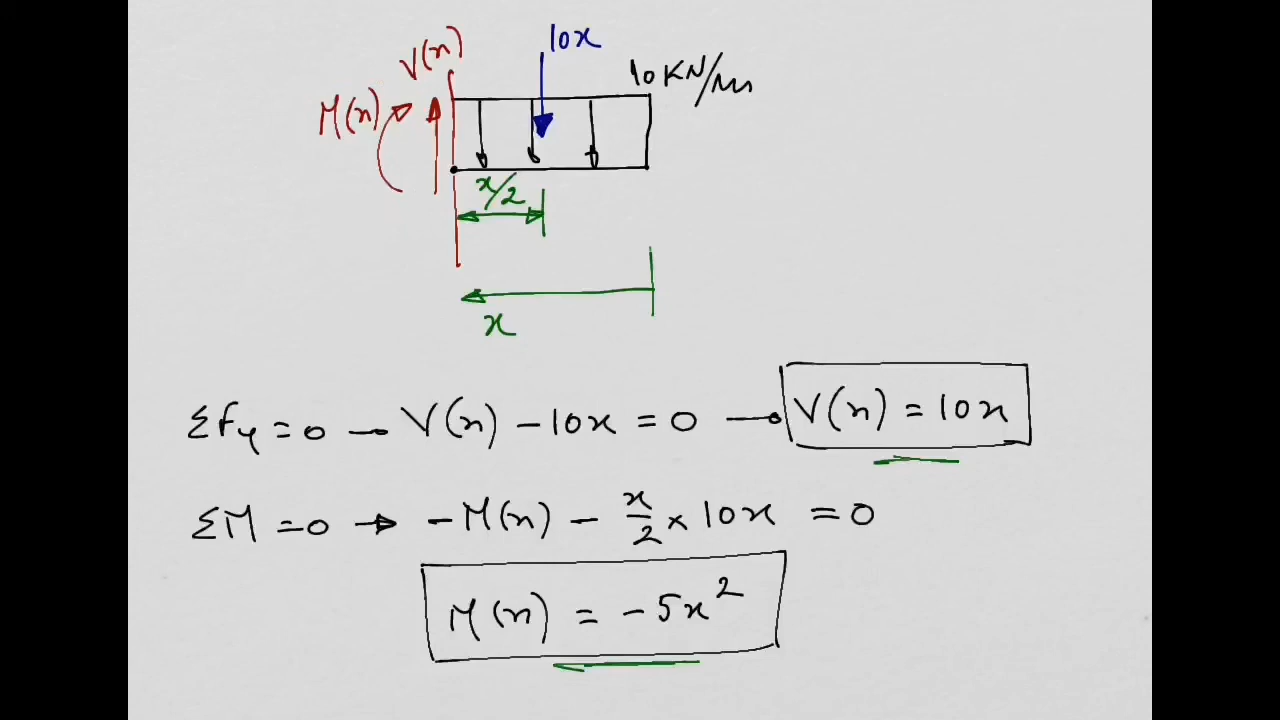 10x
V(x)
10 KN/m
M(x)
x/2
x
ΣFy = 0 → V(x) - 10x = 0 → V(x) = 10x
ΣM = 0 → -M(x) - x/2 × 10x = 0
M(x) = -5x²